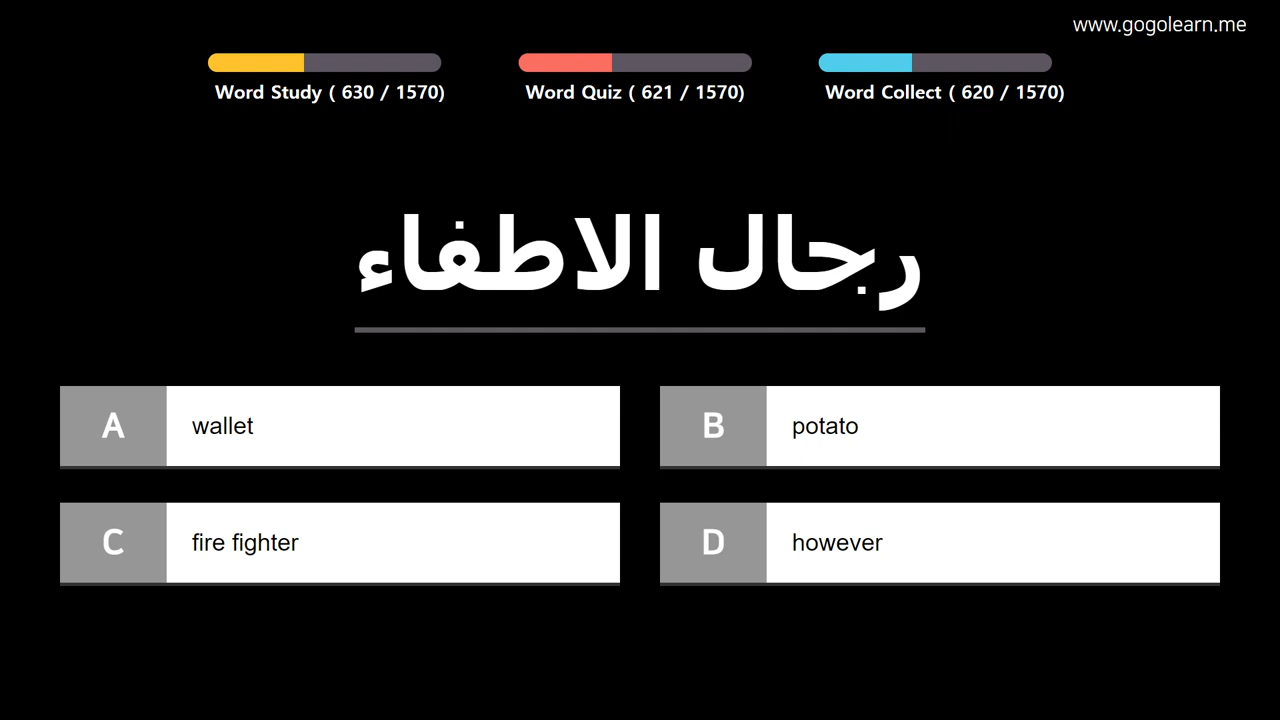 www.gogolearn.me
Word Study ( 630 / 1570)
Word Quiz ( 621 / 1570)
Word Collect ( 620 / 1570)
رجال الاطفاء
A wallet
B potato
C fire fighter
D however